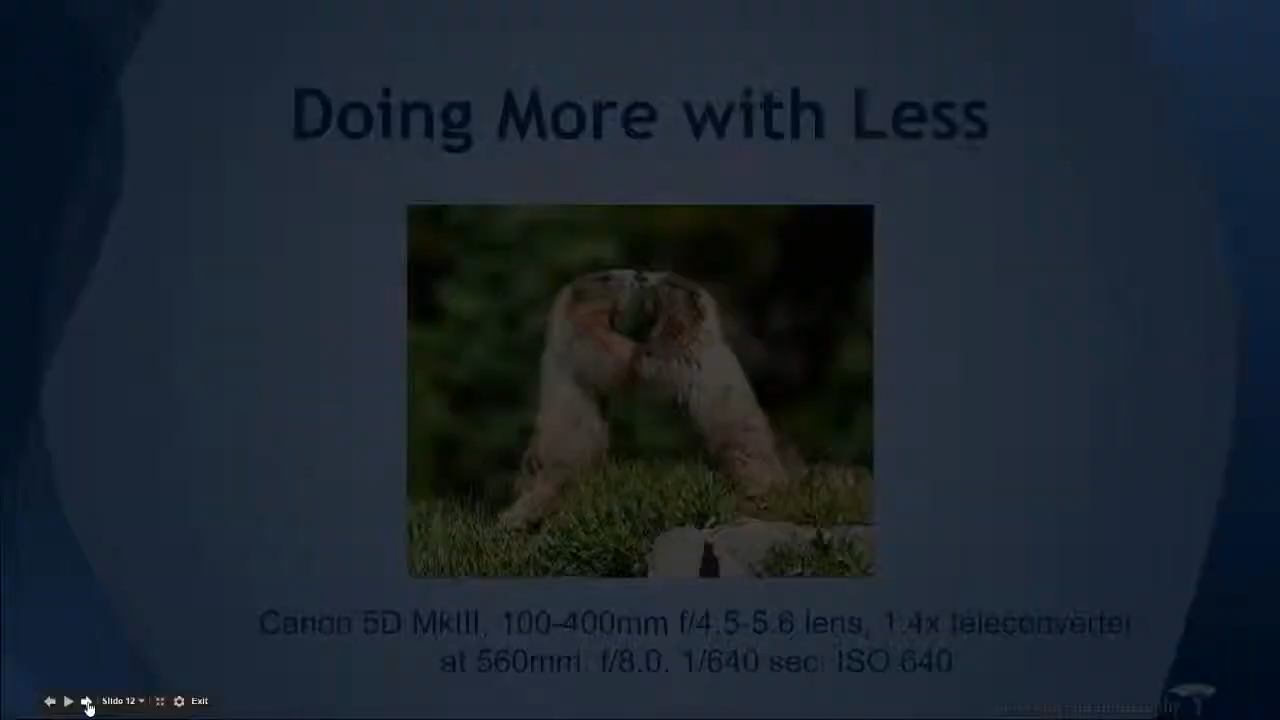 Doing More with Less
Canon 5D MkIII, 100-400mm f/4.5-5.6 lens, 1.4x teleconverter
at 560mm. f/8.0. 1/640 sec. ISO 640
Slide 12
Exit